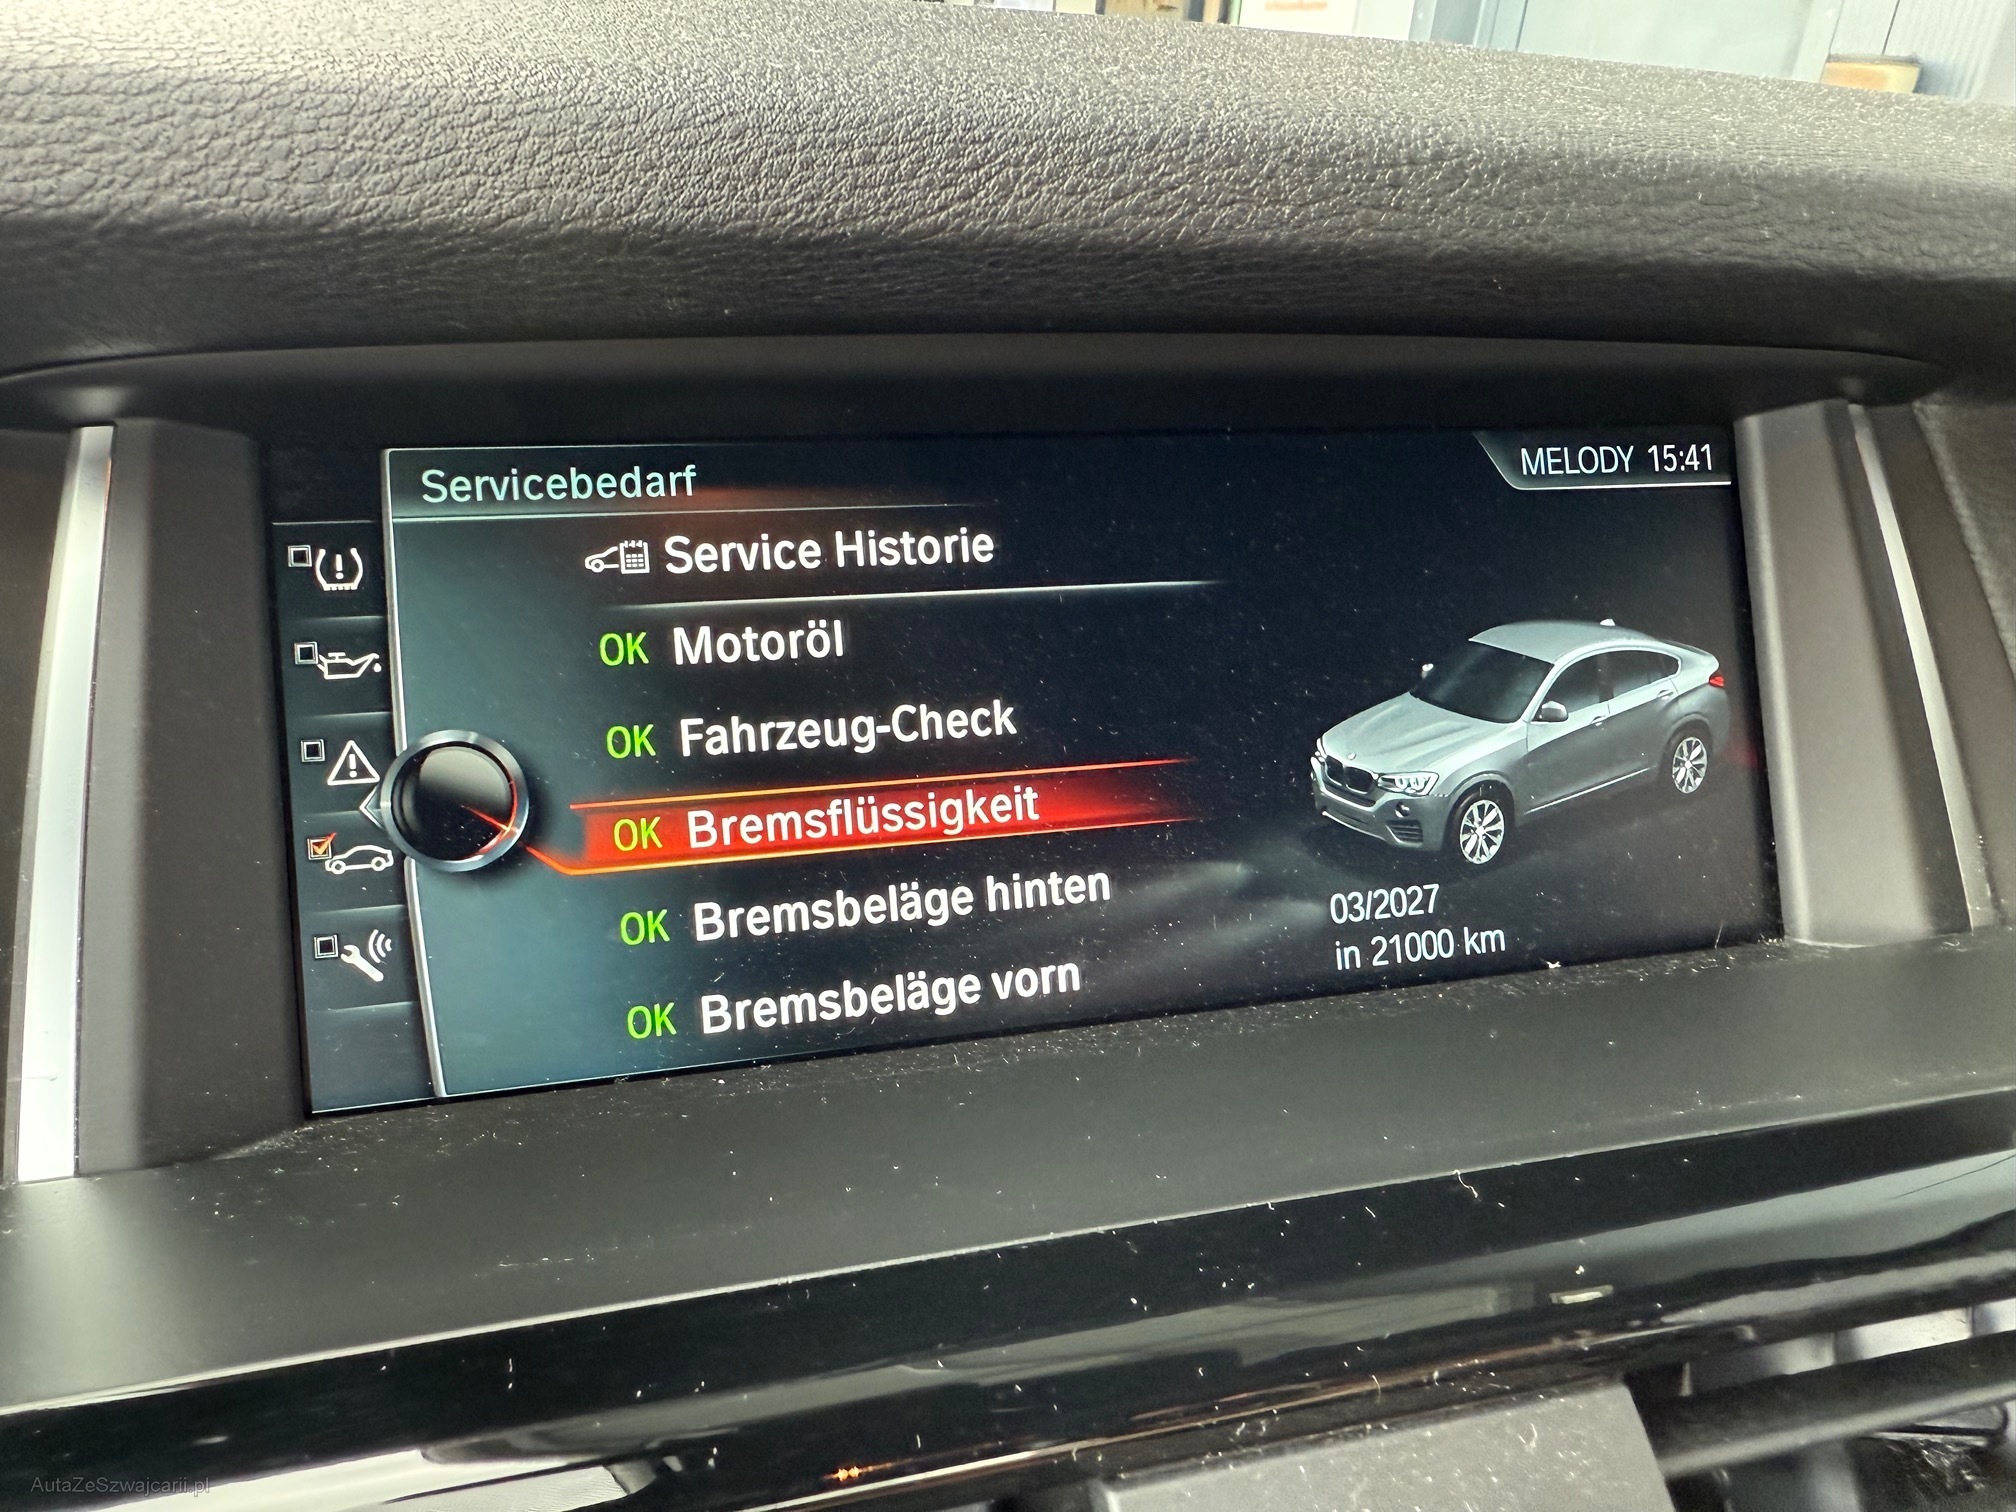 Servicebedarf
MELODY 15:41
Service Historie
OK Motoröl
OK Fahrzeug-Check
OK Bremsflüssigkeit
OK Bremsbeläge hinten
OK Bremsbeläge vorn
03/2027
in 21000 km
AutaZeSzwajcarii.pl